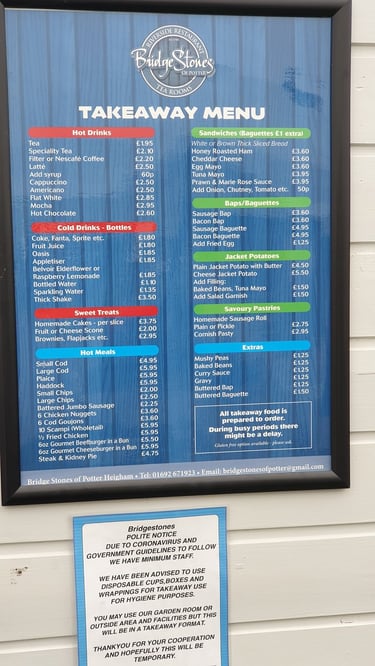 RIVERSIDE RESTAURANT
BridgeStones
OF POTTER
TEA ROOMS
TAKEAWAY MENU
Hot Drinks
Tea £1.95
Speciality Tea £2.10
Filter or Nescafé Coffee £2.20
Latté £2.50
Add syrup 60p
Cappuccino £2.50
Americano £2.50
Flat White £2.85
Mocha £2.95
Hot Chocolate £2.60
Cold Drinks - Bottles
Coke, Fanta, Sprite etc. £1.80
Fruit Juice £1.80
Oasis £1.85
Appletiser £1.85
Belvoir Elderflower or
Raspberry Lemonade £1.85
Bottled Water £1.10
Sparkling Water £1.35
Thick Shake £3.50
Sweet Treats
Homemade Cakes - per slice £3.75
Fruit or Cheese Scone £2.00
Brownies, Flapjacks etc. £2.95
Hot Meals
Small Cod £4.95
Large Cod £5.95
Plaice £5.95
Haddock £5.95
Small Chips £2.00
Large Chips £2.50
Battered Jumbo Sausage £2.25
6 Chicken Nuggets £3.60
6 Cod Goujons £3.60
10 Scampi (Wholetail) £5.95
½ Fried Chicken £5.95
6oz Gourmet Beefburger in a Bun £5.50
6oz Gourmet Cheeseburger in a Bun £5.95
Steak & Kidney Pie £4.75
Sandwiches (Baguettes £1 extra)
White or Brown Thick Sliced Bread
Honey Roasted Ham £3.60
Cheddar Cheese £3.60
Egg Mayo £3.60
Tuna Mayo £3.95
Prawn & Marie Rose Sauce £3.95
Add Onion, Chutney, Tomato etc. 50p
Baps/Baguettes
Sausage Bap £3.60
Bacon Bap £3.60
Sausage Baguette £4.95
Bacon Baguette £4.95
Add Fried Egg £1.25
Jacket Potatoes
Plain Jacket Potato with Butter £4.50
Cheese Jacket Potato £5.50
Add Filling:
Baked Beans, Tuna Mayo £1.50
Add Salad Garnish £1.50
Savoury Pastries
Homemade Sausage Roll
Plain or Pickle £2.75
Cornish Pasty £2.95
Extras
Mushy Peas £1.25
Baked Beans £1.25
Curry Sauce £1.25
Gravy £1.25
Buttered Bap £1.25
Buttered Baguette £1.50
All takeaway food is
prepared to order.
During busy periods there
might be a delay.
Gluten free option available - please ask
Bridge Stones of Potter Heigham • Tel: 01692 671923 • Email: bridgestonesofpotter@gmail.com
Bridgestones
POLITE NOTICE
DUE TO CORONAVIRUS AND
GOVERNMENT GUIDELINES TO FOLLOW
WE HAVE MINIMUM STAFF.
WE HAVE BEEN ADVISED TO USE
DISPOSABLE CUPS,BOXES AND
WRAPPINGS FOR TAKEAWAY USE
FOR HYGIENE PURPOSES.
YOU MAY USE OUR GARDEN ROOM OR
OUTSIDE AREA AND FACILITIES BUT THIS
WILL BE IN A TAKEAWAY FORMAT.
THANKYOU FOR YOUR COOPERATION
AND HOPEFULLY THIS WILL BE
TEMPORARY.